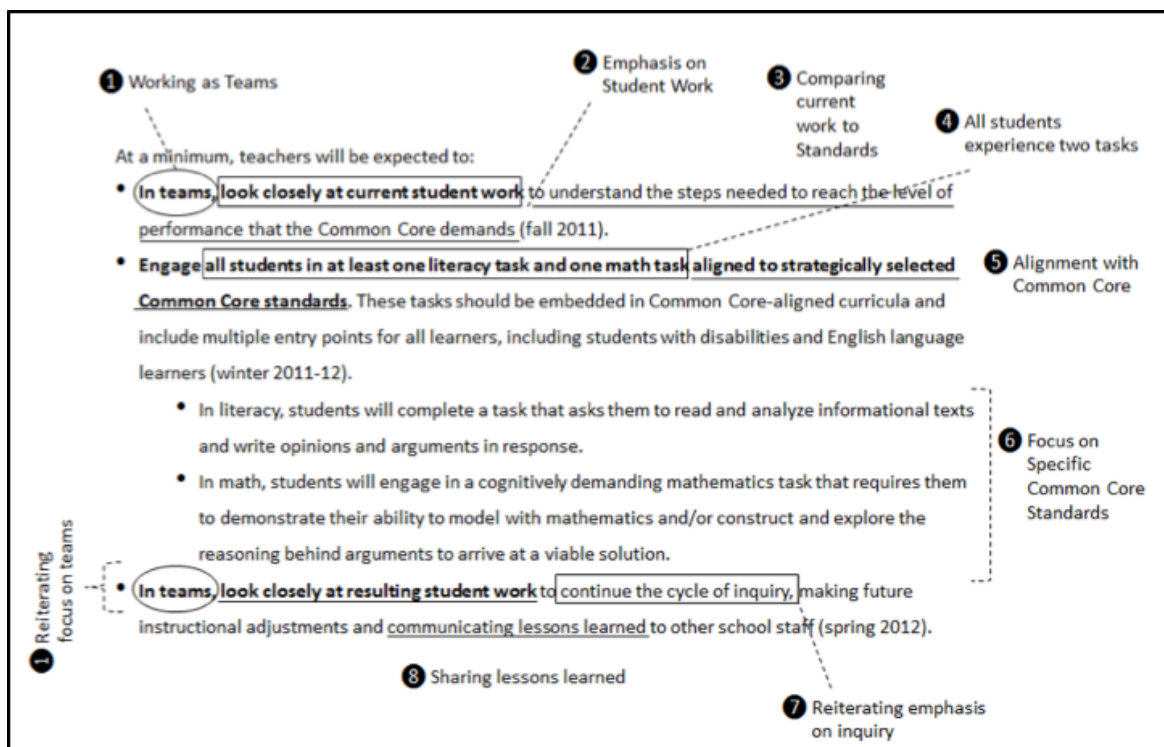 ❶ Working as Teams
❷ Emphasis on
Student Work
❸ Comparing
current
work to
Standards
❹ All students
experience two tasks
At a minimum, teachers will be expected to:
• In teams, look closely at current student work to understand the steps needed to reach the level of
performance that the Common Core demands (fall 2011).
• Engage all students in at least one literacy task and one math task aligned to strategically selected
Common Core standards. These tasks should be embedded in Common Core-aligned curricula and
include multiple entry points for all learners, including students with disabilities and English language
learners (winter 2011-12).
❺ Alignment with
Common Core
• In literacy, students will complete a task that asks them to read and analyze informational texts
and write opinions and arguments in response.
• In math, students will engage in a cognitively demanding mathematics task that requires them
to demonstrate their ability to model with mathematics and/or construct and explore the
reasoning behind arguments to arrive at a viable solution.
❻ Focus on
Specific
Common Core
Standards
❶ Reiterating
focus on teams
• In teams, look closely at resulting student work to continue the cycle of inquiry, making future
instructional adjustments and communicating lessons learned to other school staff (spring 2012).
❽ Sharing lessons learned
❼ Reiterating emphasis
on inquiry